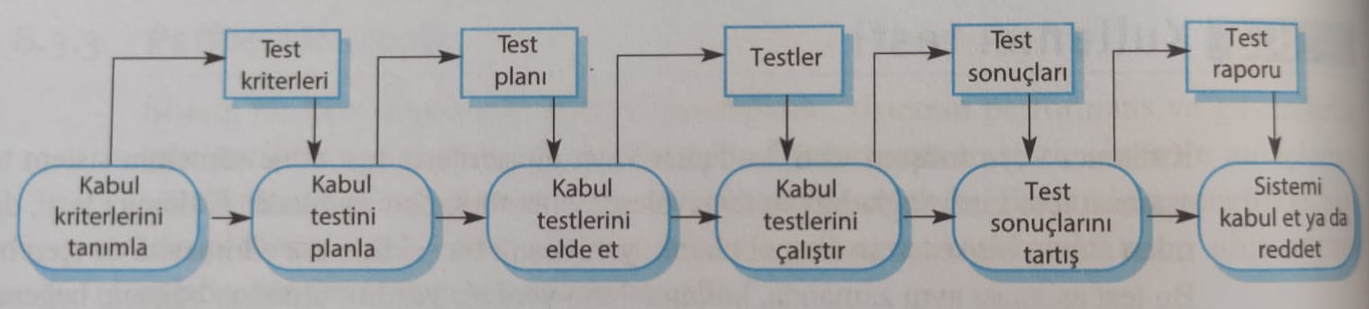 Test
kriterleri
Test
planı
Testler
Test
sonuçları
Test
raporu
Kabul
kriterlerini
tanımla
Kabul
testini
planla
Kabul
testlerini
elde et
Kabul
testlerini
çalıştır
Test
sonuçlarını
tartış
Sistemi
kabul et ya da
reddet